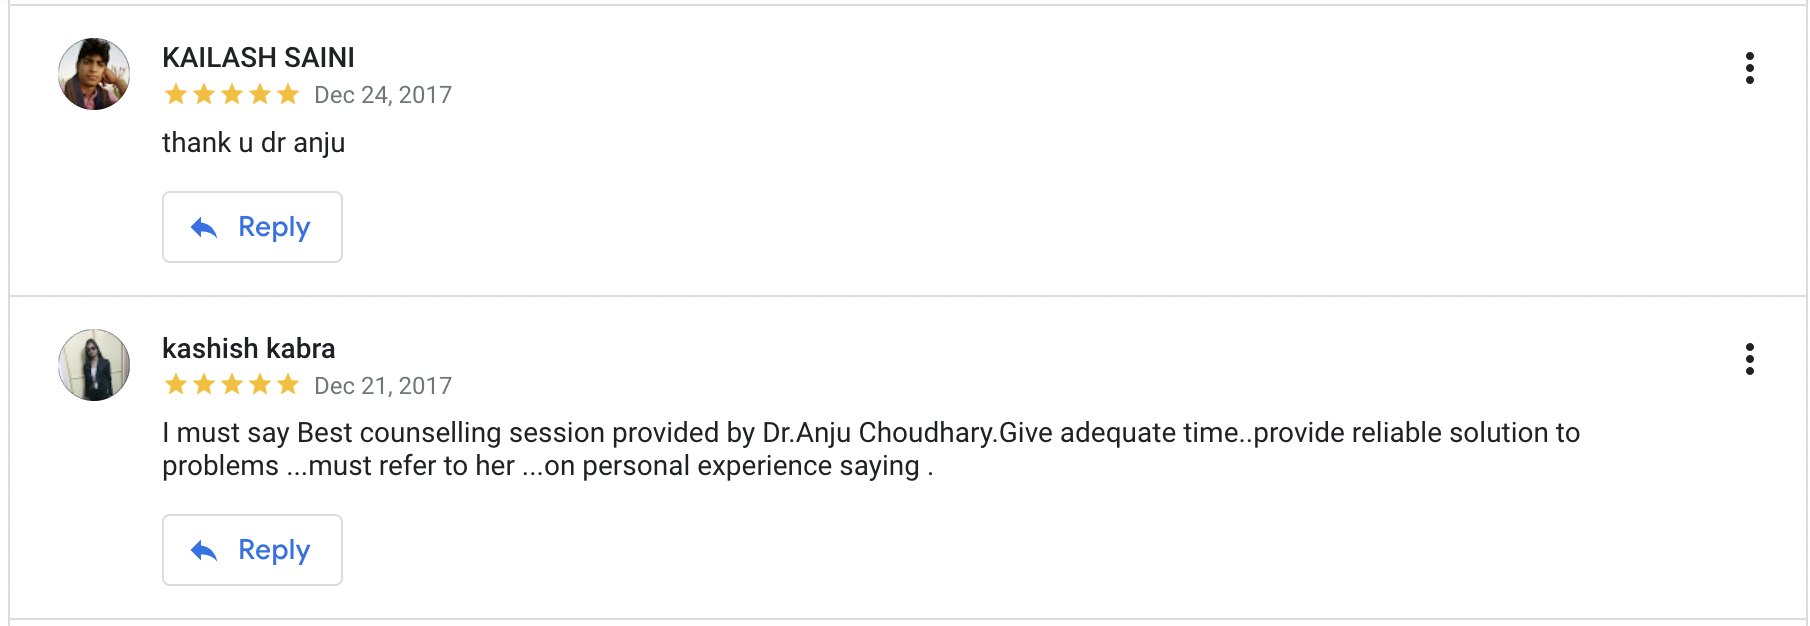 KAILASH SAINI
Dec 24, 2017
thank u dr anju
Reply
kashish kabra
Dec 21, 2017
I must say Best counselling session provided by Dr.Anju Choudhary.Give adequate time..provide reliable solution to
problems ...must refer to her ...on personal experience saying .
Reply